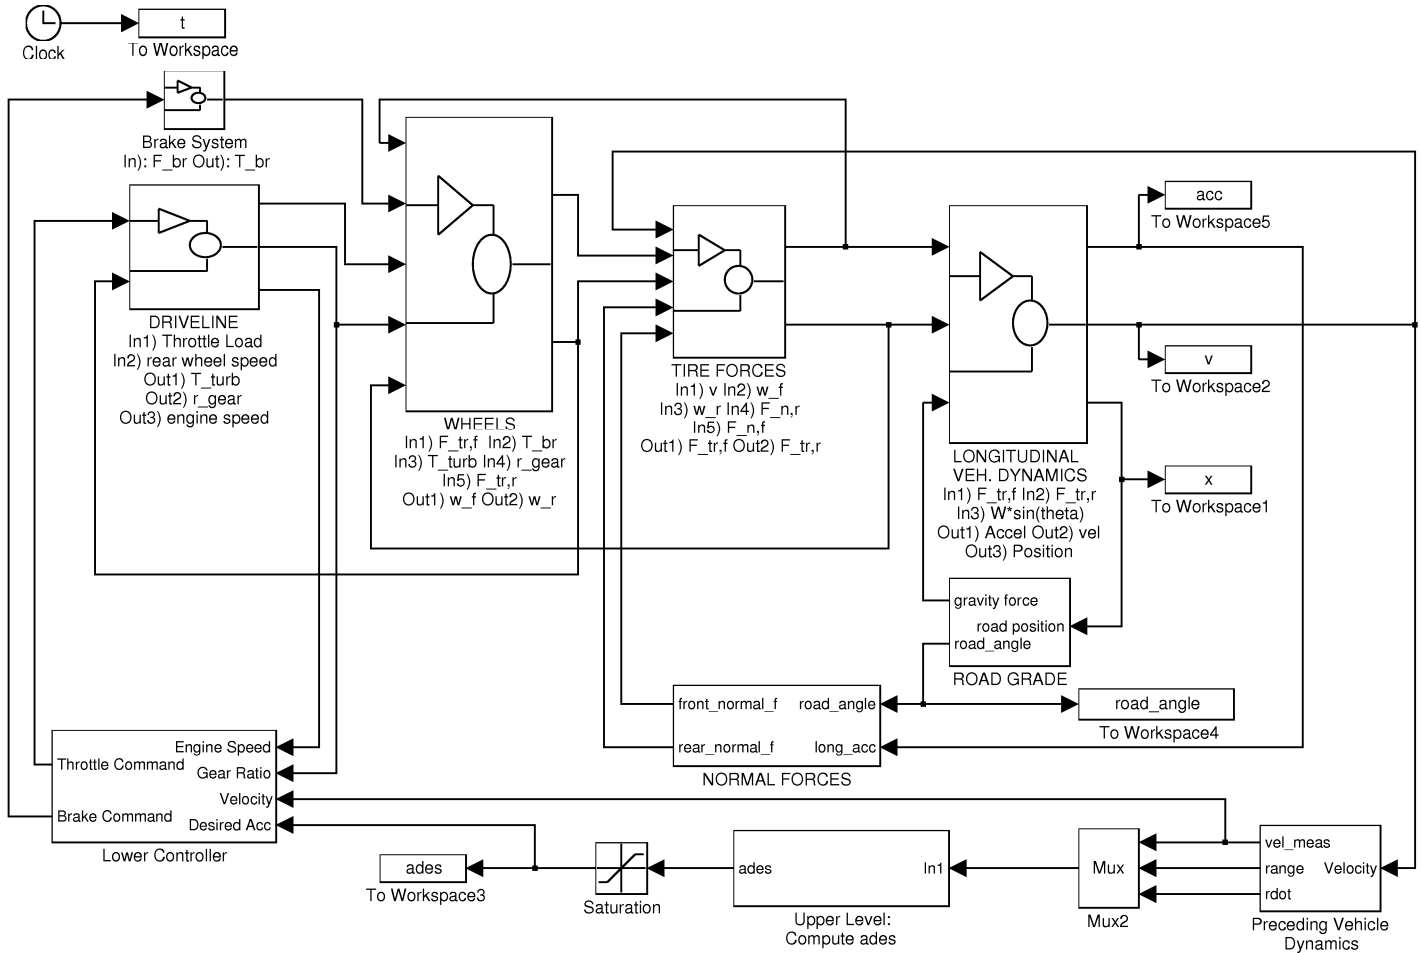 t
Clock
To Workspace
Brake System
In): F_br Out): T_br
DRIVELINE
In1) Throttle Load
In2) rear wheel speed
Out1) T_turb
Out2) r_gear
Out3) engine speed
WHEELS
In1) F_tr,f  In2) T_br
In3) T_turb In4) r_gear
In5) F_tr,r
Out1) w_f Out2) w_r
TIRE FORCES
In1) v In2) w_f
In3) w_r In4) F_n,r
In5) F_n,f
Out1) F_tr,f Out2) F_tr,r
LONGITUDINAL
VEH. DYNAMICS
In1) F_tr,f In2) F_tr,r
In3) W*sin(theta)
Out1) Accel Out2) vel
Out3) Position
acc
To Workspace5
v
To Workspace2
x
To Workspace1
gravity force
road position
road_angle
ROAD GRADE
road_angle
To Workspace4
front_normal_f
road_angle
rear_normal_f
long_acc
NORMAL FORCES
Engine Speed
Throttle Command
Gear Ratio
Velocity
Brake Command
Desired Acc
Lower Controller
ades
To Workspace3
Saturation
ades
In1
Upper Level:
Compute ades
Mux
Mux2
vel_meas
range
Velocity
rdot
Preceding Vehicle
Dynamics